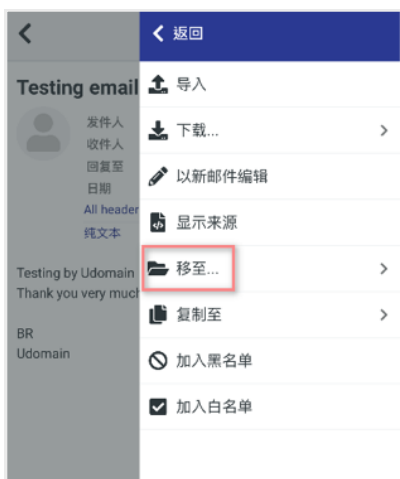 返回
Testing email
发件人
收件人
回复至
日期
All header
纯文本
Testing by Udomain
Thank you very much
BR
Udomain
导入
下载...
以新邮件编辑
显示来源
移至...
复制至
加入黑名单
加入白名单